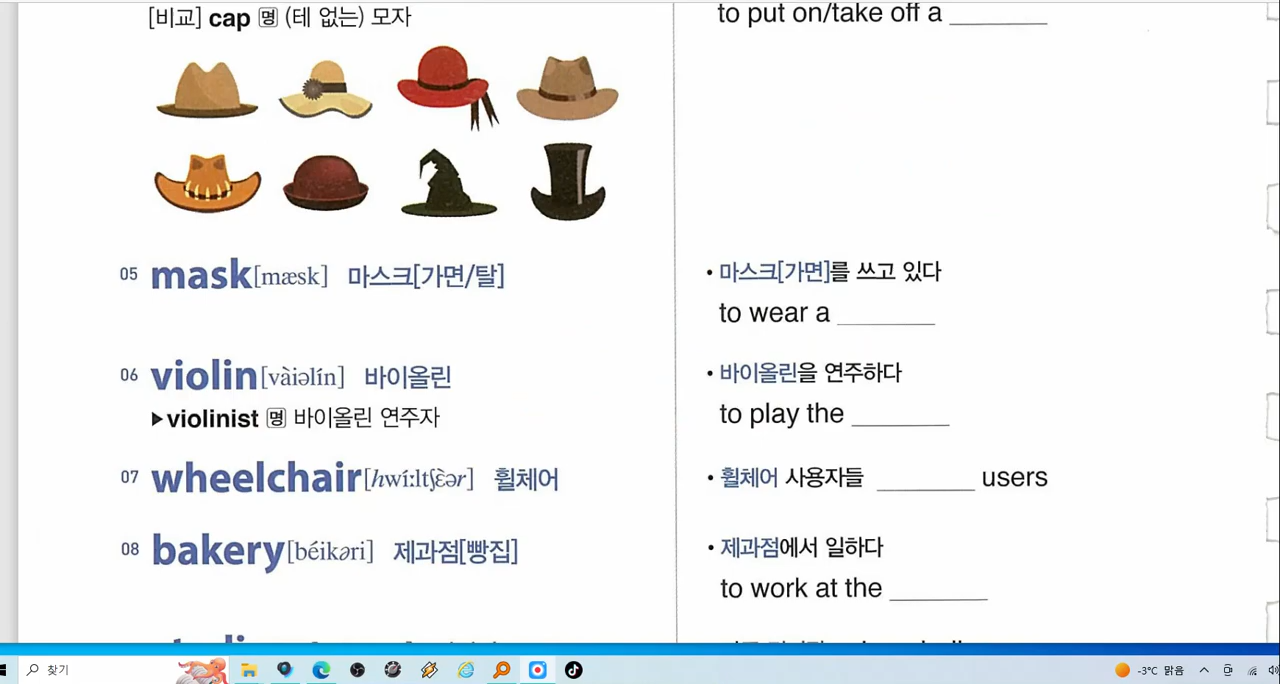 [비교] cap 명 (테 없는) 모자
to put on/take off a ________
05 mask[mæsk] 마스크[가면/탈]
• 마스크[가면]를 쓰고 있다
to wear a ________
06 violin[vàiəlín] 바이올린
▶violinist 명 바이올린 연주자
• 바이올린을 연주하다
to play the ________
07 wheelchair[hwíːltʃɛ̀ər] 휠체어
• 휠체어 사용자들 ________ users
08 bakery[béikəri] 제과점[빵집]
• 제과점에서 일하다
to work at the ________
찾기
-3°C 맑음